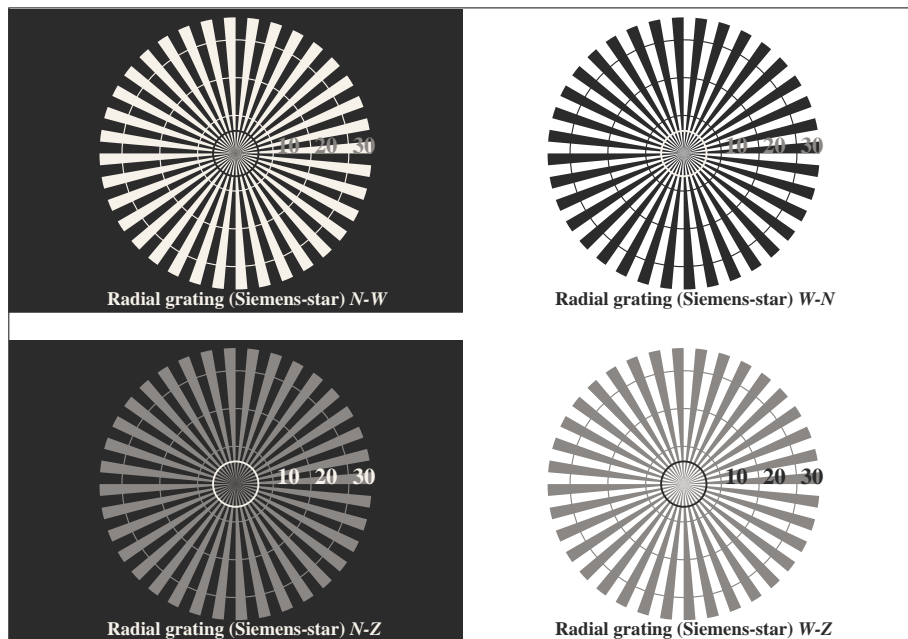 10 20 30
Radial grating (Siemens-star) N-W
10 20 30
Radial grating (Siemens-star) W-N
10 20 30
Radial grating (Siemens-star) N-Z
10 20 30
Radial grating (Siemens-star) W-Z